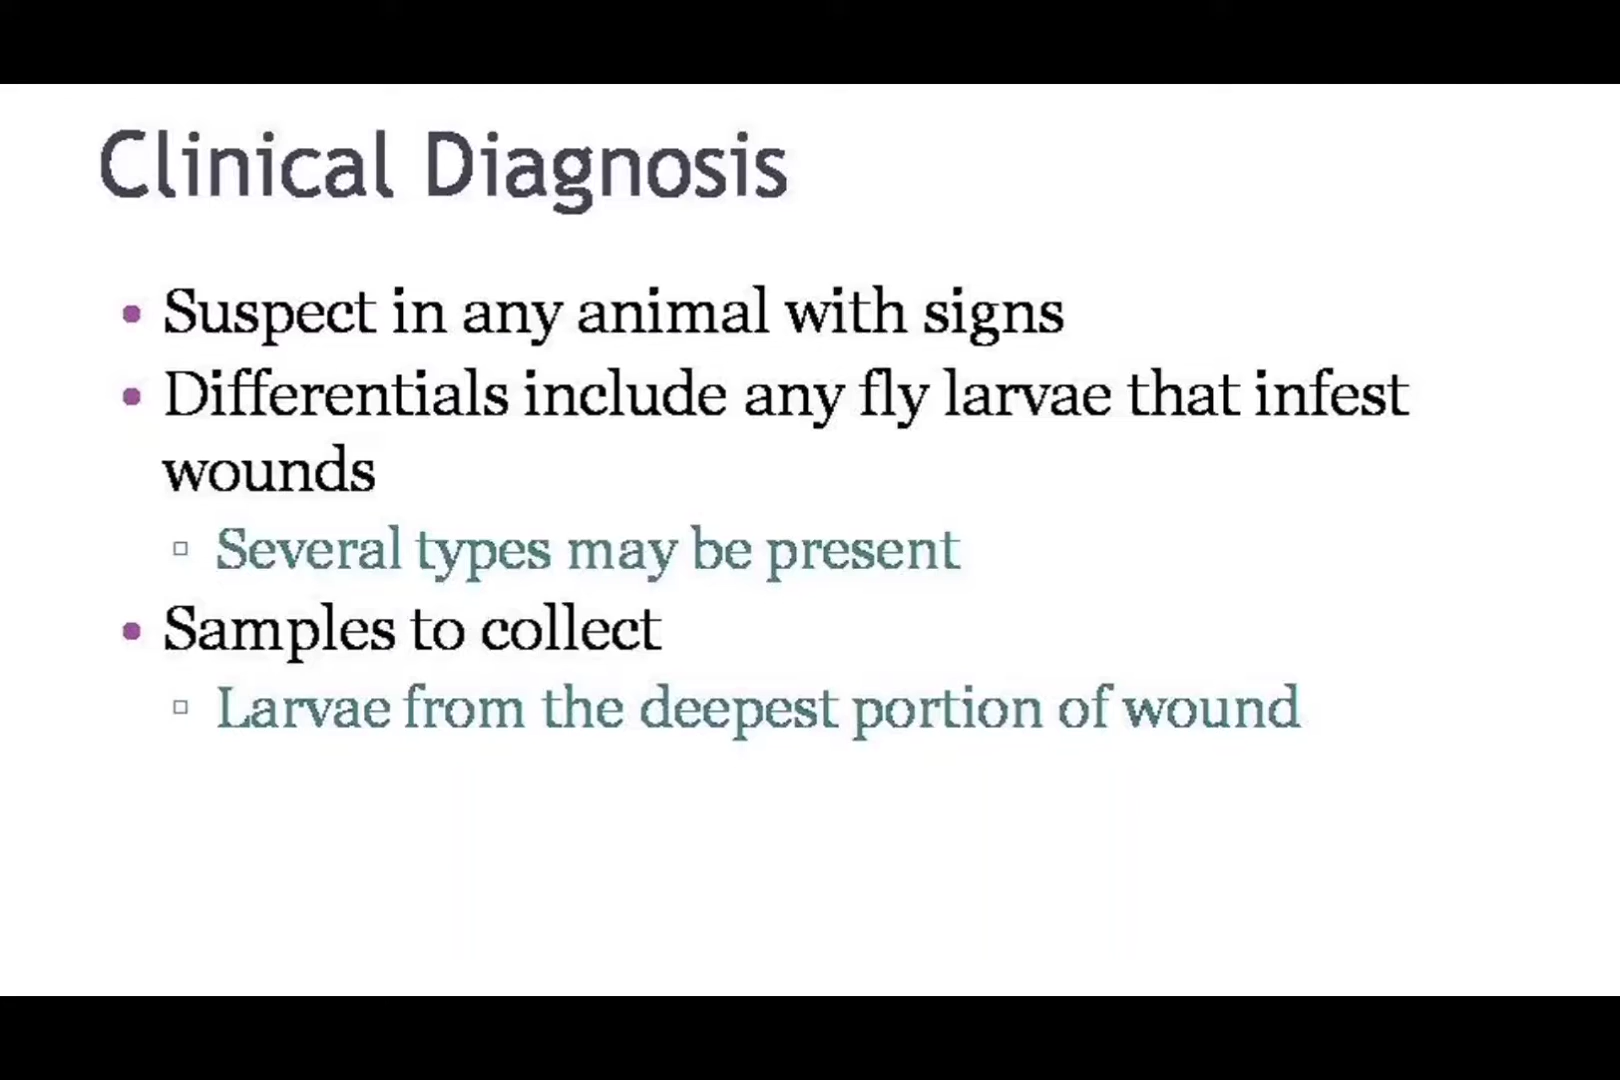 Clinical Diagnosis
• Suspect in any animal with signs
• Differentials include any fly larvae that infest
wounds
▫ Several types may be present
• Samples to collect
▫ Larvae from the deepest portion of wound